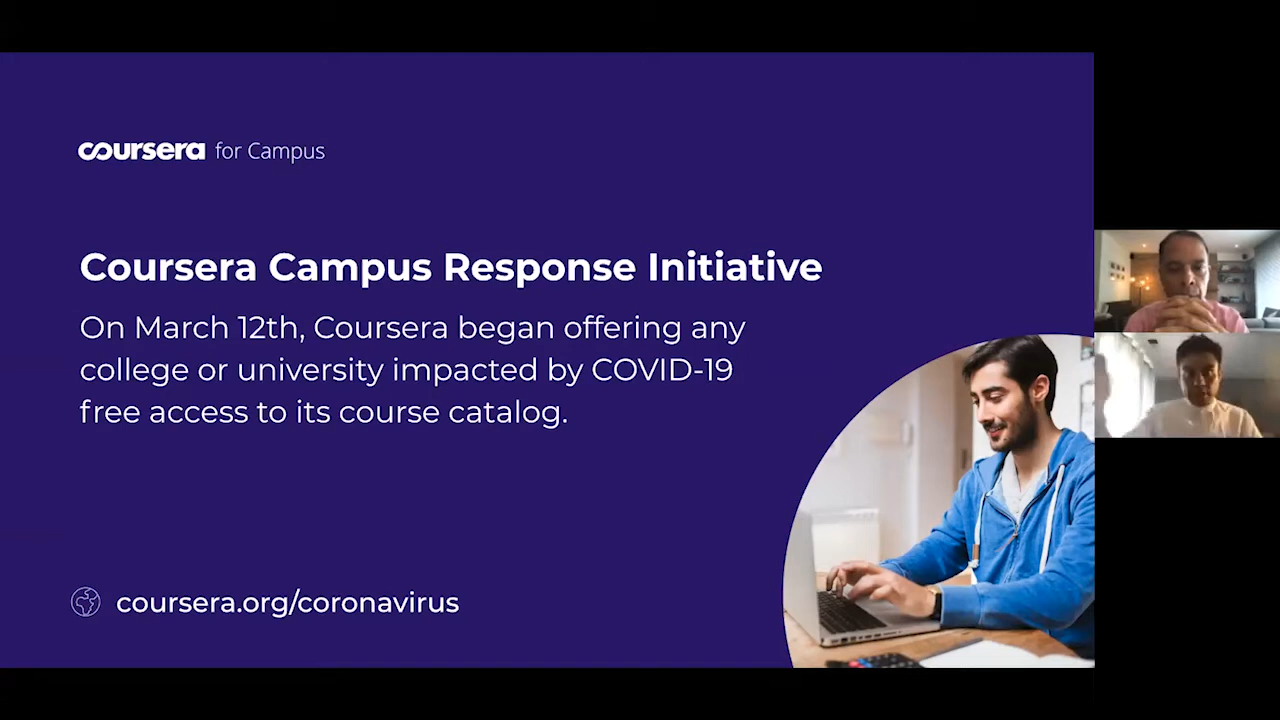 coursera for Campus
Coursera Campus Response Initiative
On March 12th, Coursera began offering any
college or university impacted by COVID-19
free access to its course catalog.
coursera.org/coronavirus